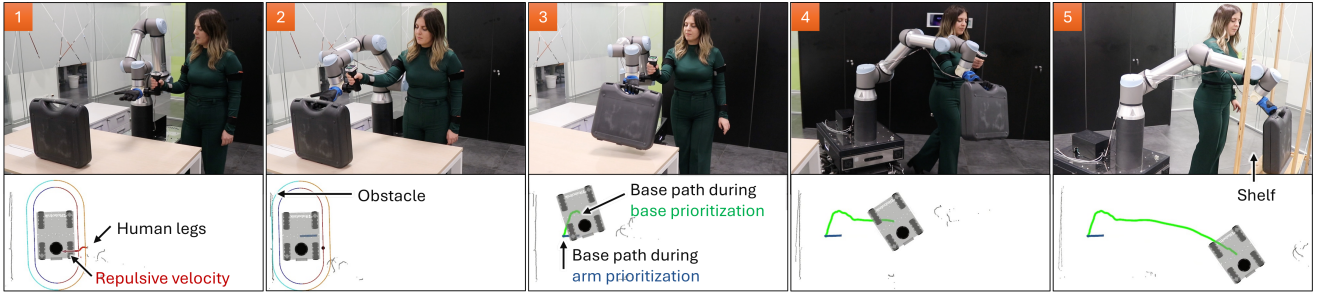 1
2
3
4
5
Human legs
Repulsive velocity
Obstacle
Base path during
base prioritization
Base path during
arm prioritization
Shelf